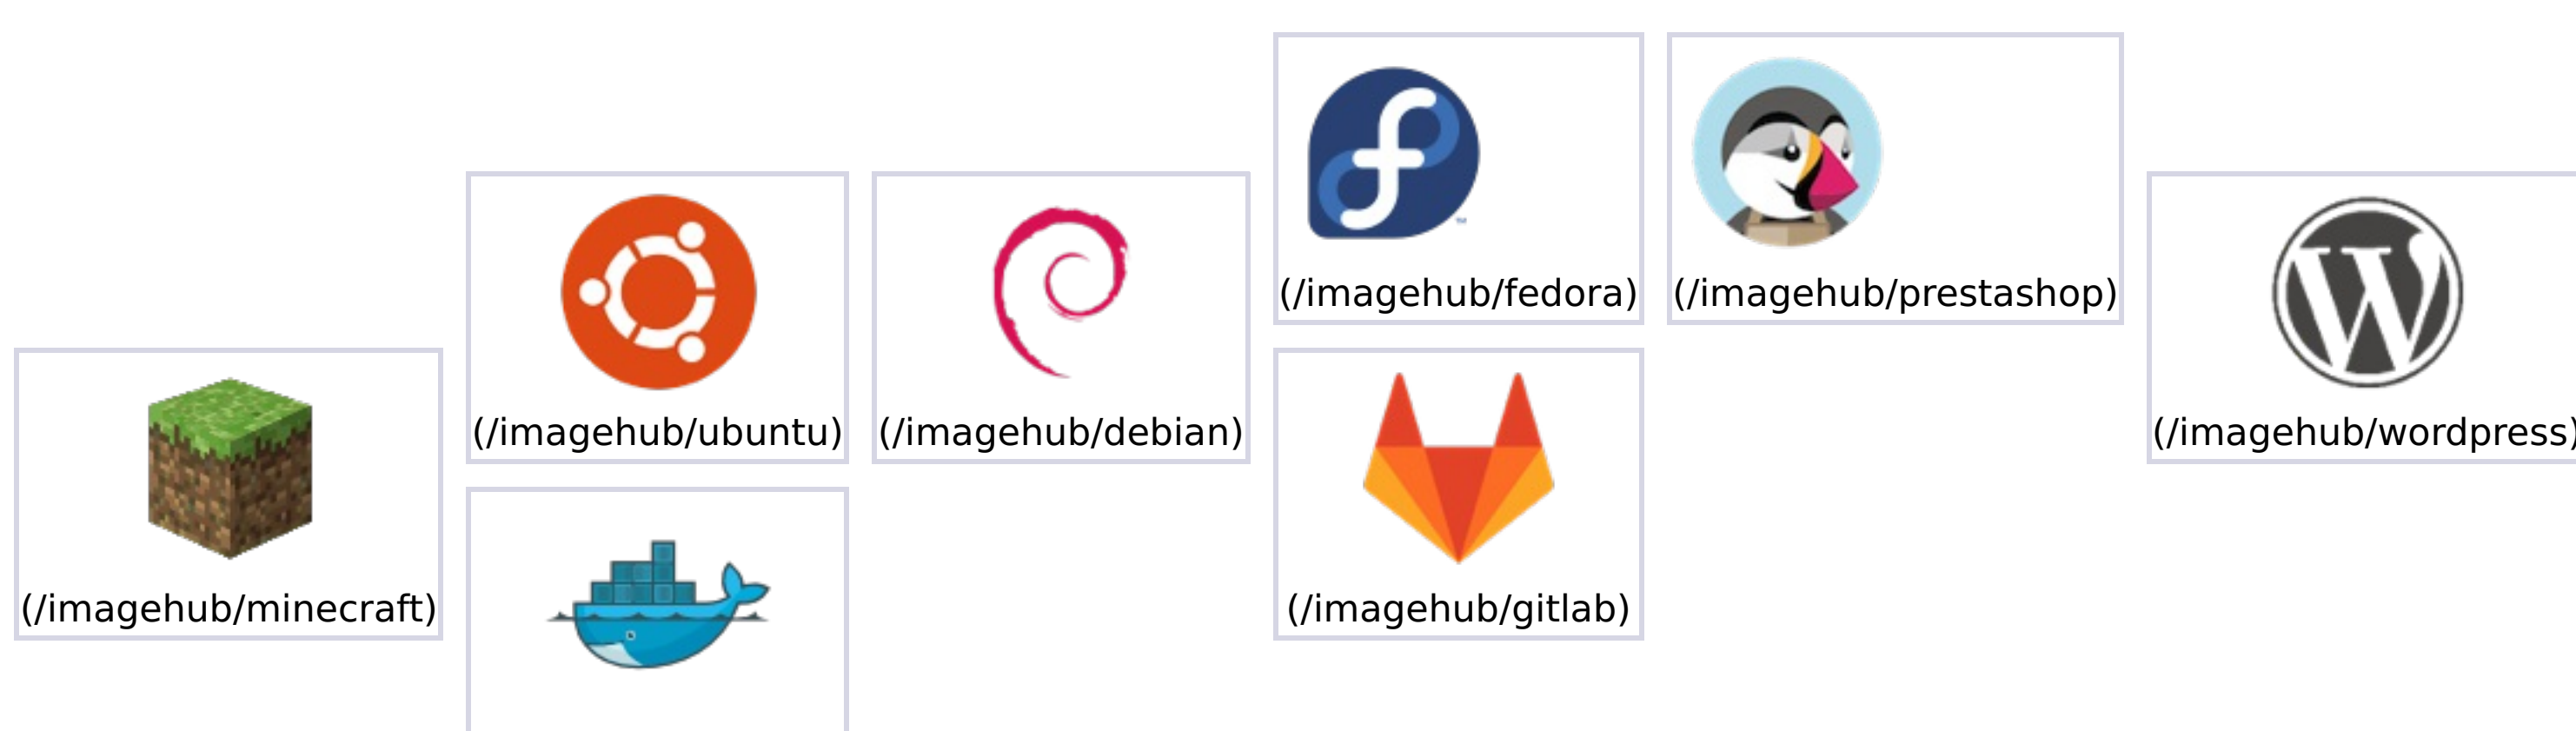 (/imagehub/fedora)
(/imagehub/prestashop)
(/imagehub/ubuntu)
(/imagehub/debian)
(/imagehub/wordpress)
(/imagehub/minecraft)
(/imagehub/gitlab)